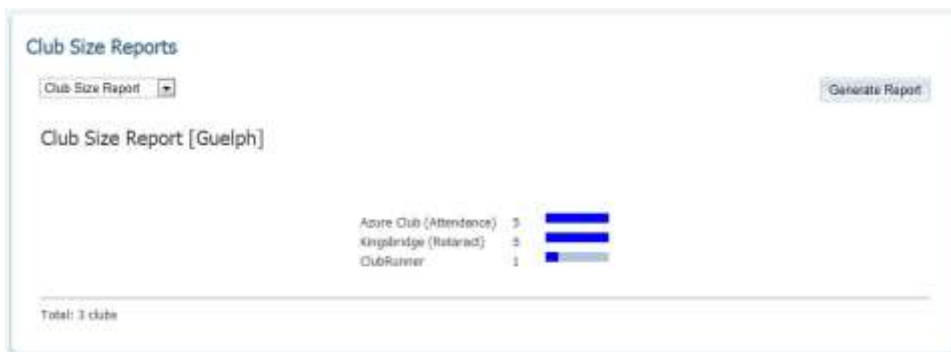 Club Size Reports
Club Size Report
Generate Report
Club Size Report [Guelph]
Azure Club (Attendance) 5
Kingsbridge (Rotaract) 5
ClubRunner 1
Total: 3 clubs